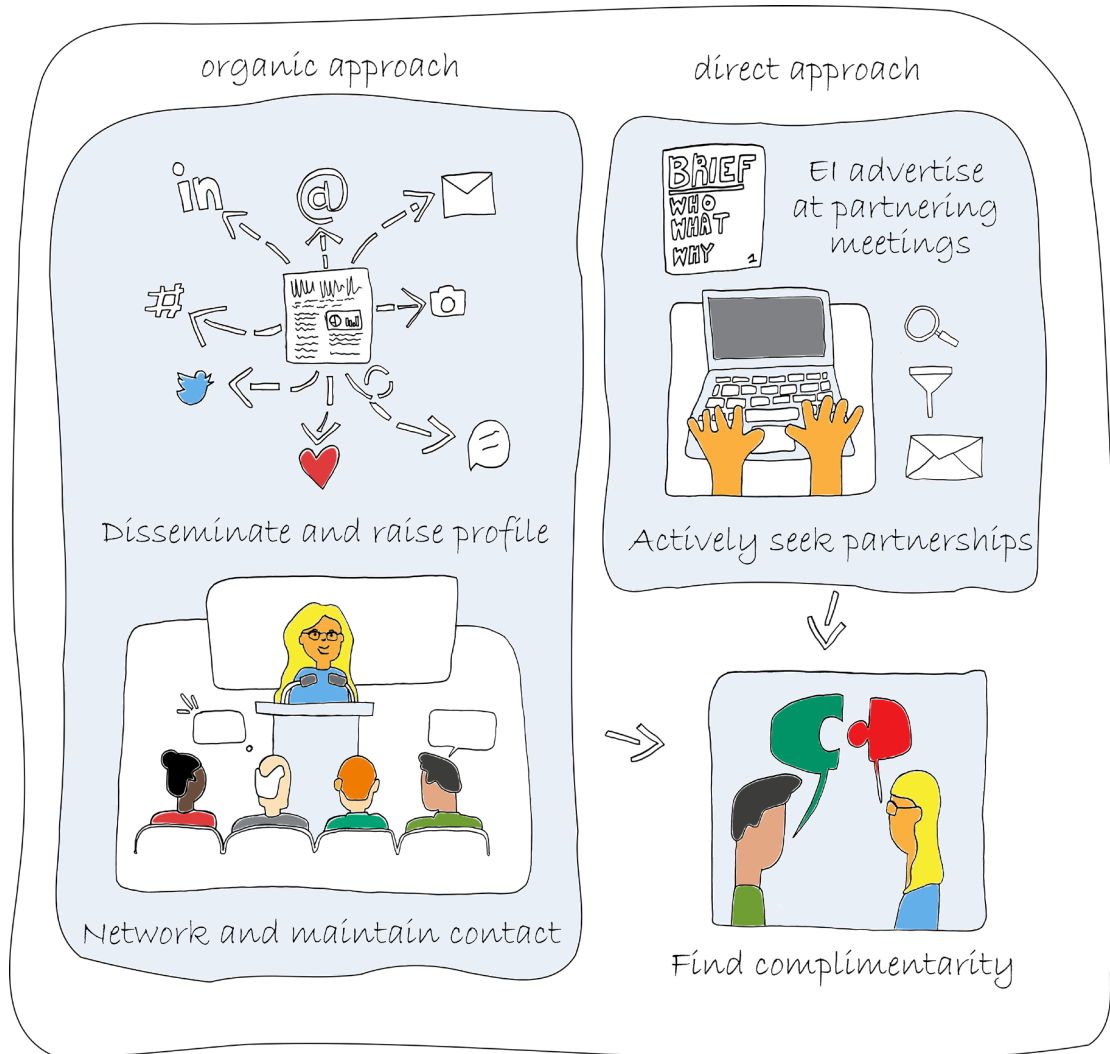 organic approach
in
@
#
Disseminate and raise profile
Network and maintain contact
direct approach
BRIEF
WHO
WHAT
WHY
1
EI advertise
at partnering
meetings
Actively seek partnerships
Find complimentarity